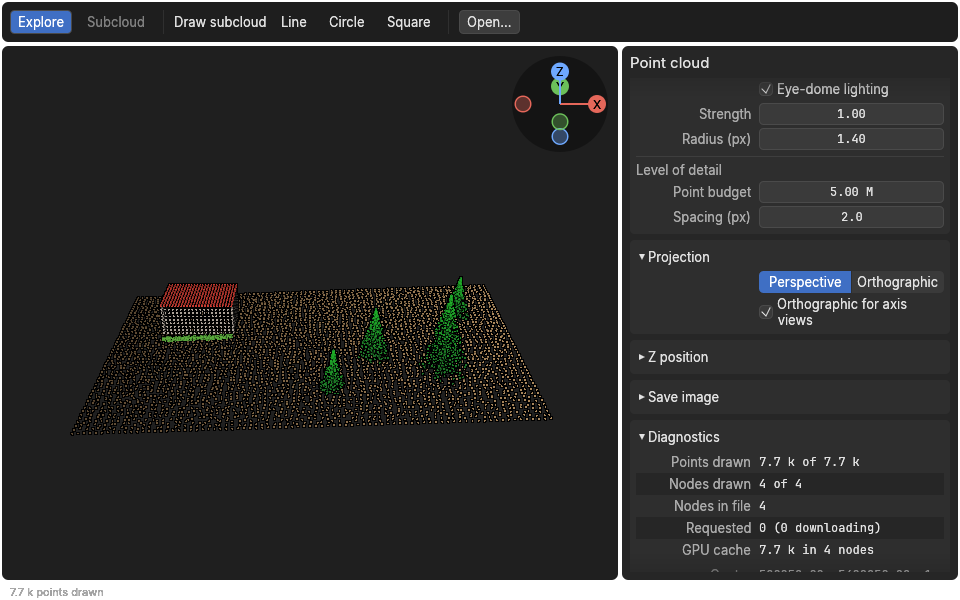 Explore Subcloud Draw subcloud Line Circle Square Open...
Z
Y
X
Point cloud
Eye-dome lighting
Strength 1.00
Radius (px) 1.40
Level of detail
Point budget 5.00 M
Spacing (px) 2.0
Projection
Perspective Orthographic
Orthographic for axis
views
Z position
Save image
Diagnostics
Points drawn 7.7 k of 7.7 k
Nodes drawn 4 of 4
Nodes in file 4
Requested 0 (0 downloading)
GPU cache 7.7 k in 4 nodes
7.7 k points drawn